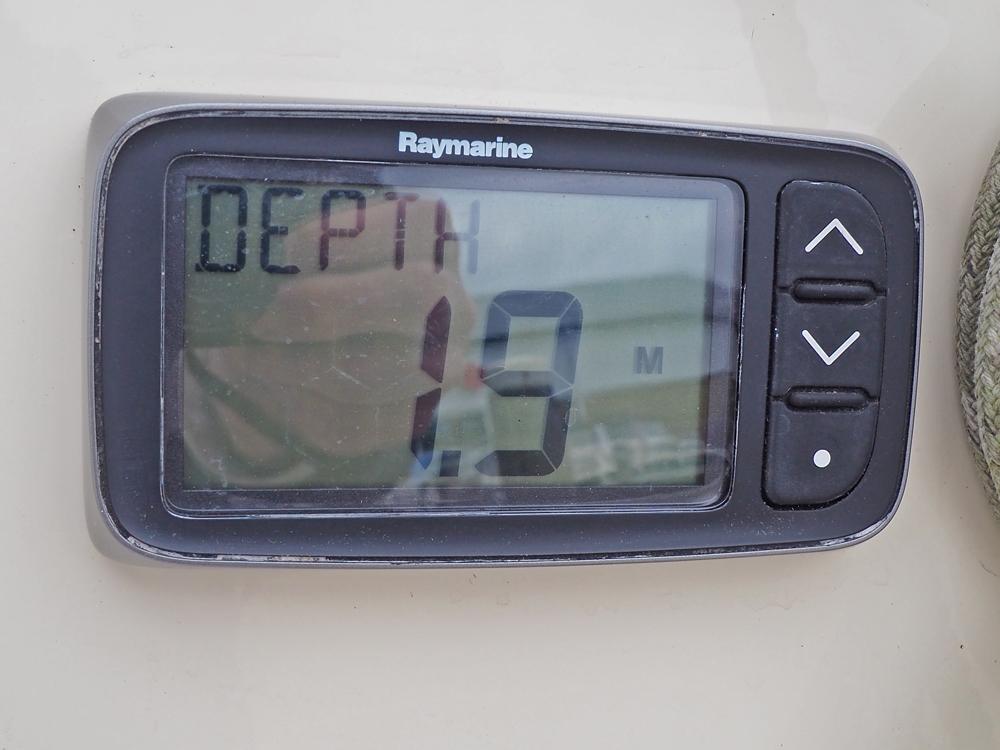 Raymarine
DEPTH
1.9 M